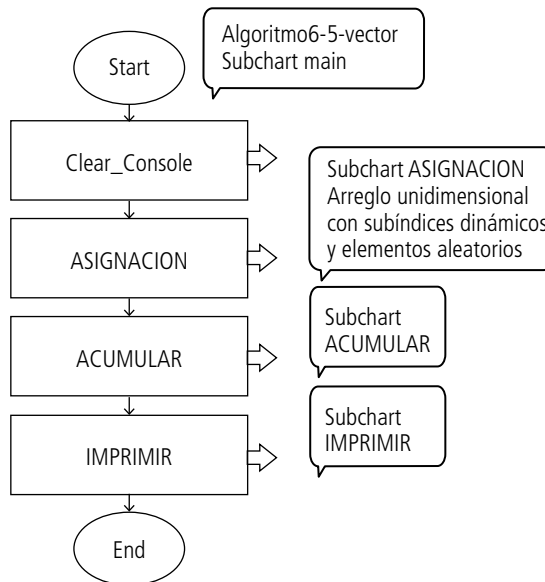 Start
Algoritmo6-5-vector
Subchart main
Clear_Console
Subchart ASIGNACION
Arreglo unidimensional
con subíndices dinámicos
y elementos aleatorios
ASIGNACION
Subchart
ACUMULAR
ACUMULAR
Subchart
IMPRIMIR
IMPRIMIR
End